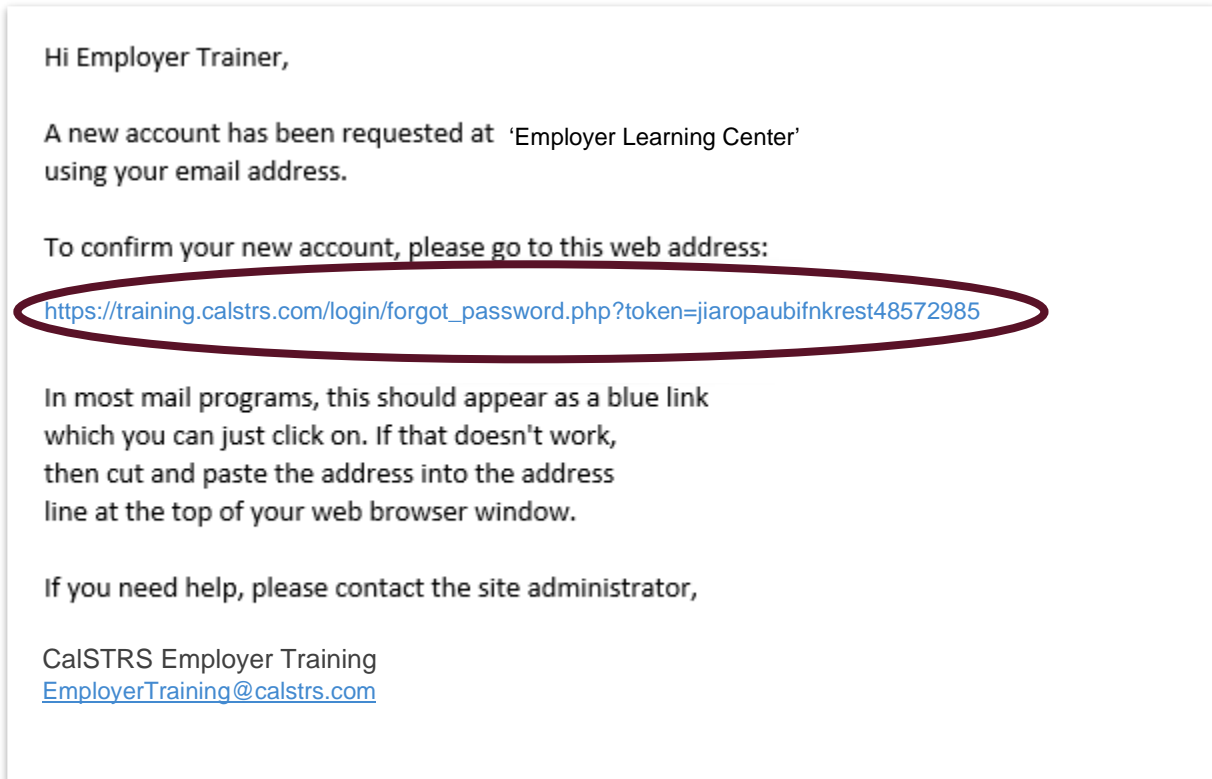 Hi Employer Trainer,
A new account has been requested at ‘Employer Learning Center’
using your email address.
To confirm your new account, please go to this web address:
https://training.calstrs.com/login/forgot_password.php?token=jiaropaubifnkrest48572985
In most mail programs, this should appear as a blue link
which you can just click on. If that doesn't work,
then cut and paste the address into the address
line at the top of your web browser window.
If you need help, please contact the site administrator,
CalSTRS Employer Training
EmployerTraining@calstrs.com